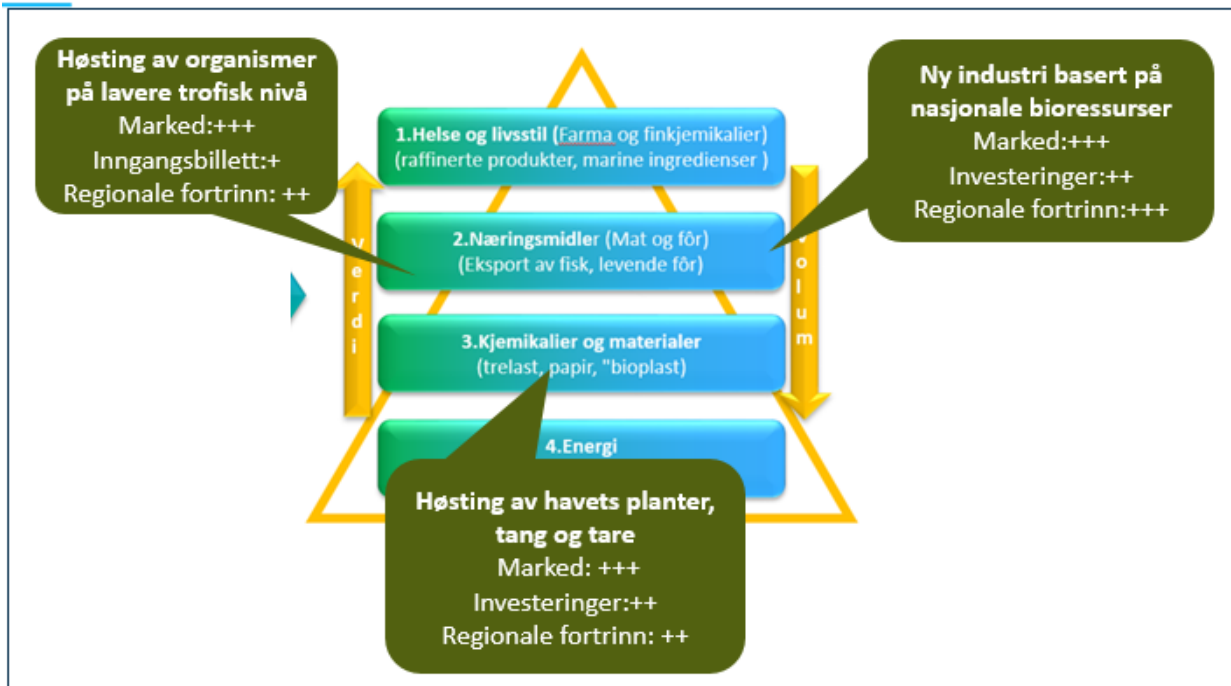 Høsting av organismer
på lavere trofisk nivå
Marked:+++
Inngangsbillett:+
Regionale fortrinn: ++
Ny industri basert på
nasjonale bioressurser
Marked:+++
Investeringer:++
Regionale fortrinn:+++
1.Helse og livsstil (Farma og finkjemikalier)
(raffinerte produkter, marine ingredienser )
2.Næringsmidler (Mat og fôr)
(Eksport av fisk, levende fôr)
Verdi
Volum
3.Kjemikalier og materialer
(trelast, papir, "bioplast)
4.Energi
Høsting av havets planter,
tang og tare
Marked: +++
Investeringer:++
Regionale fortrinn: ++